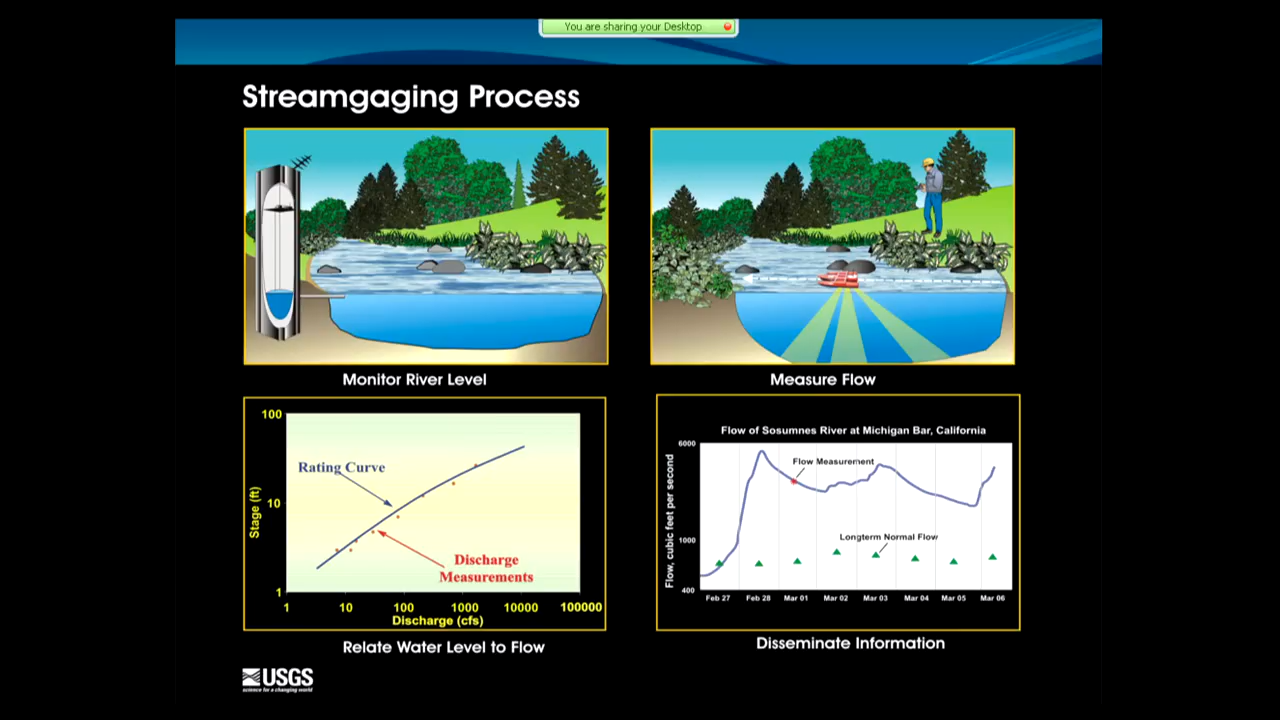 You are sharing your Desktop
Streamgaging Process
Monitor River Level
Measure Flow
100
10
1
Stage (ft)
Rating Curve
Discharge
Measurements
1 10 100 1000 10000 100000
Discharge (cfs)
Relate Water Level to Flow
Flow of Sosumnes River at Michigan Bar, California
6000
1000
400
Flow, cubic feet per second
Flow Measurement
Longterm Normal Flow
Feb 27 Feb 28 Mar 01 Mar 02 Mar 03 Mar 04 Mar 05 Mar 06
Disseminate Information
USGS
science for a changing world